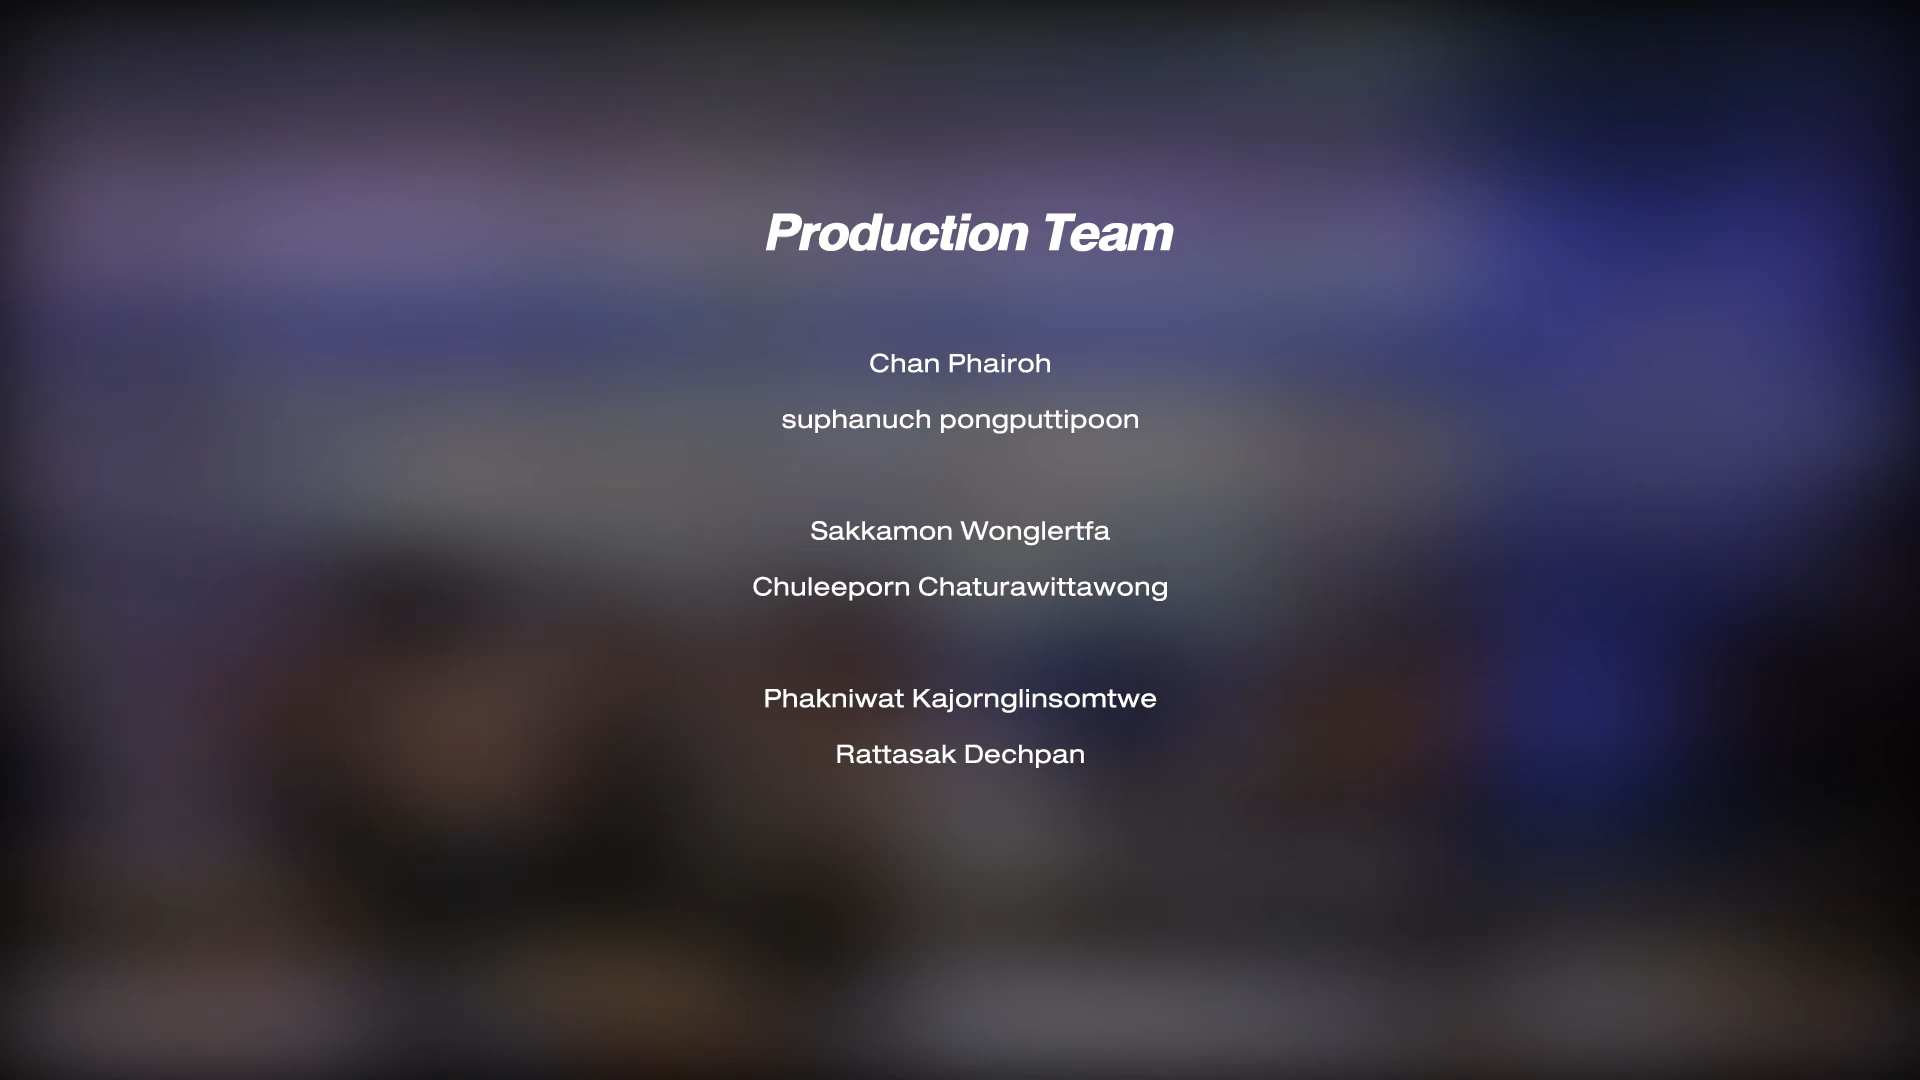 Production Team
Chan Phairoh
suphanuch pongputtipoon
Sakkamon Wonglertfa
Chuleeporn Chaturawittawong
Phakniwat Kajornglinsomtwe
Rattasak Dechpan